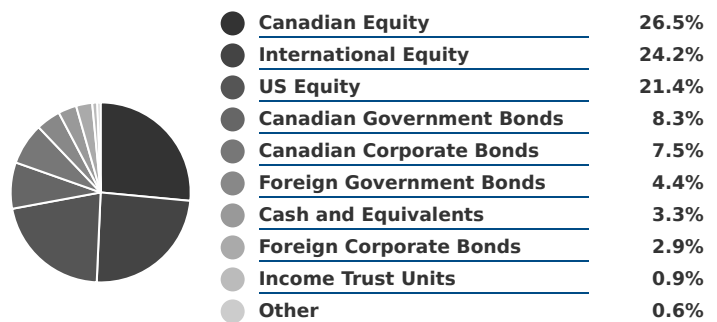 Canadian Equity 26.5%
International Equity 24.2%
US Equity 21.4%
Canadian Government Bonds 8.3%
Canadian Corporate Bonds 7.5%
Foreign Government Bonds 4.4%
Cash and Equivalents 3.3%
Foreign Corporate Bonds 2.9%
Income Trust Units 0.9%
Other 0.6%